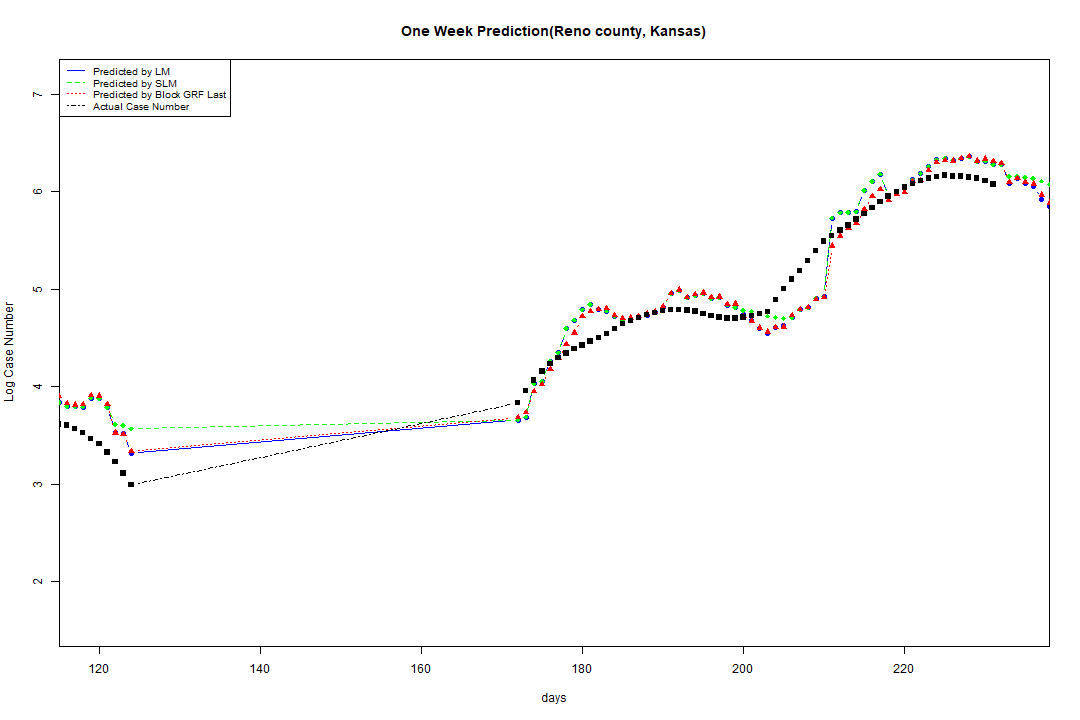 One Week Prediction(Reno county, Kansas)
Predicted by LM
Predicted by SLM
Predicted by Block GRF Last
Actual Case Number
7
6
5
4
3
2
Log Case Number
120 140 160 180 200 220
days